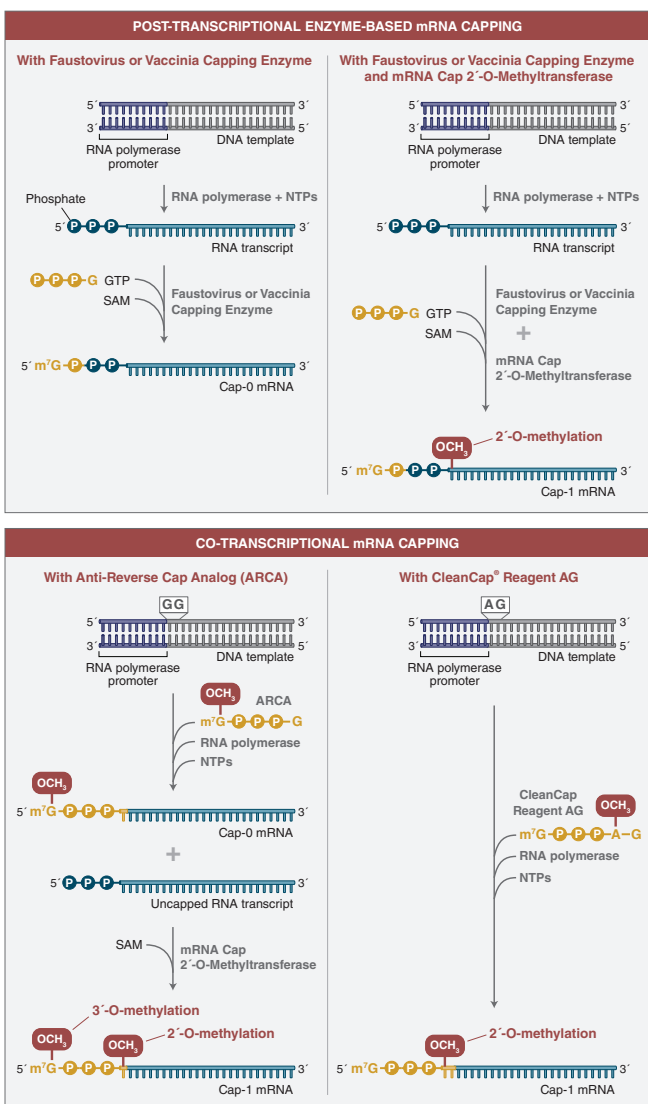 POST-TRANSCRIPTIONAL ENZYME-BASED mRNA CAPPING
With Faustovirus or Vaccinia Capping Enzyme
5´ 3´
3´ 5´
RNA polymerase
promoter
DNA template
RNA polymerase + NTPs
Phosphate
5´ P P P 3´
RNA transcript
P P P G GTP
SAM
Faustovirus or Vaccinia
Capping Enzyme
5´ m⁷G P P P 3´
Cap-0 mRNA
With Faustovirus or Vaccinia Capping Enzyme
and mRNA Cap 2´-O-Methyltransferase
5´ 3´
3´ 5´
RNA polymerase
promoter
DNA template
RNA polymerase + NTPs
5´ P P P 3´
RNA transcript
P P P G GTP
SAM
Faustovirus or Vaccinia
Capping Enzyme
+
mRNA Cap
2´-O-Methyltransferase
OCH₃ 2´-O-methylation
5´ m⁷G P P P 3´
Cap-1 mRNA
CO-TRANSCRIPTIONAL mRNA CAPPING
With Anti-Reverse Cap Analog (ARCA)
GG
5´ 3´
3´ 5´
RNA polymerase
promoter
DNA template
OCH₃ ARCA
m⁷G P P P G
RNA polymerase
NTPs
OCH₃
5´ m⁷G P P P 3´
Cap-0 mRNA
+
5´ P P P 3´
Uncapped RNA transcript
SAM
mRNA Cap
2´-O-Methyltransferase
3´-O-methylation
OCH₃ OCH₃ 2´-O-methylation
5´ m⁷G P P P 3´
Cap-1 mRNA
With CleanCap® Reagent AG
AG
5´ 3´
3´ 5´
RNA polymerase
promoter
DNA template
CleanCap
Reagent AG
OCH₃
m⁷G P P P A G
RNA polymerase
NTPs
OCH₃ 2´-O-methylation
5´ m⁷G P P P 3´
Cap-1 mRNA